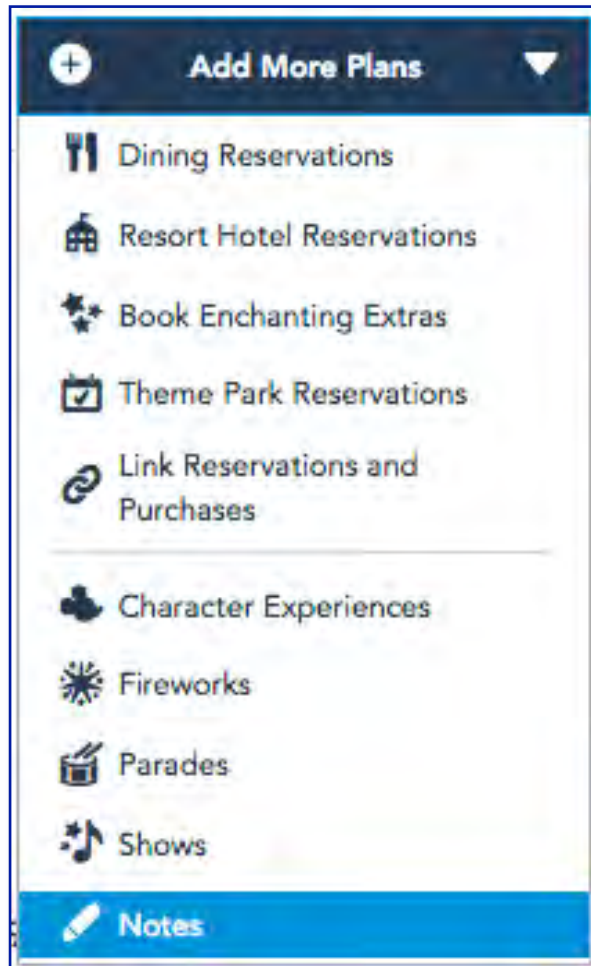 Add More Plans
Dining Reservations
Resort Hotel Reservations
Book Enchanting Extras
Theme Park Reservations
Link Reservations and
Purchases
Character Experiences
Fireworks
Parades
Shows
Notes